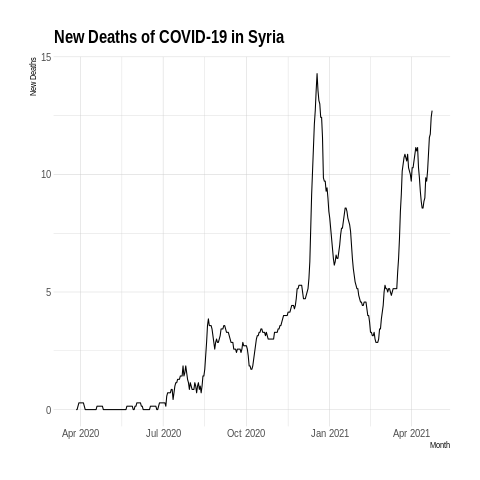 New Deaths of COVID-19 in Syria
New Deaths
15
10
5
0
Apr 2020 Jul 2020 Oct 2020 Jan 2021 Apr 2021
Month